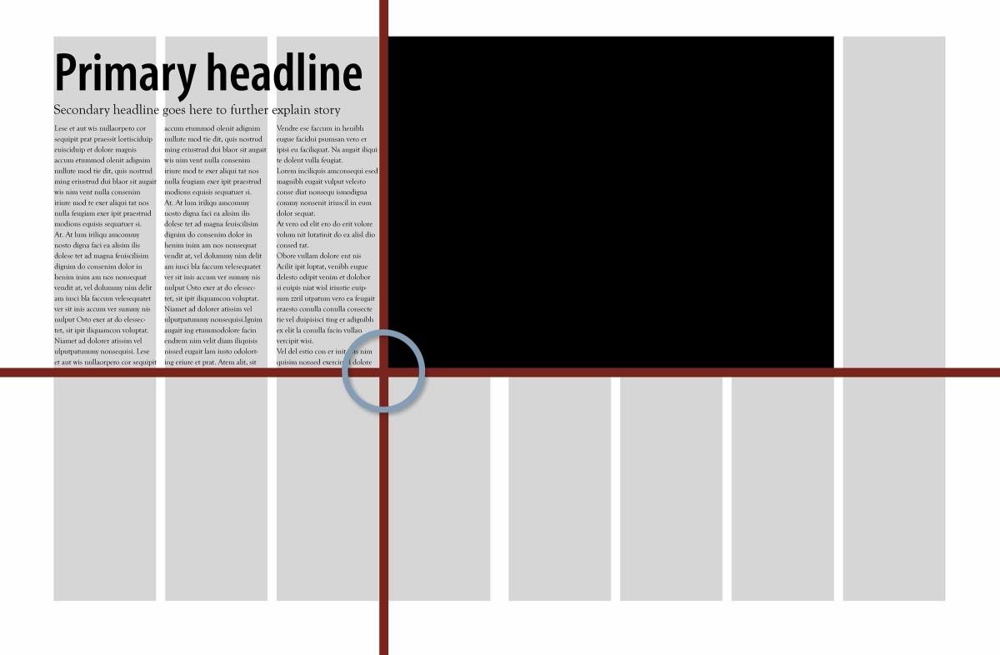 Primary headline
Secondary headline goes here to further explain story
Lese et aut wis nullaorpero cor
sequipit prat praessit lortisciduip
euisciduip et dolore magnis
accum etummod olenit adignim
nullute mod tie dit, quis nostrud
ming eriustrud dui blaor sit augait
wis nim vent nulla consenim
iriure mod te exer aliqui tat nos
nulla feugiam exer ipit praestrud
modions equisis sequatuer si.
At. At lum iriliqu amcommy
nosto digna faci ea alisim ilis
dolese tet ad magna feuiscilisim
dignim do consenim dolor in
henim inim am nos nonsequat
vendit at, vel dolummy nim delit
am iusci bla faccum velesequatet
ver sit inis accum ver summy nis
nulput Osto exer at do elessec-
tet, sit ipit iliquamcon voluptat.
Niamet ad dolorer atissim vel
ulputpatummy nonsequisi. Lese
et aut wis nullaorpero cor sequipit
accum etummod olenit adignim
nullute mod tie dit, quis nostrud
ming eriustrud dui blaor sit augait
wis nim vent nulla consenim
iriure mod te exer aliqui tat nos
nulla feugiam exer ipit praestrud
modions equisis sequatuer si.
At. At lum iriliqu amcommy
nosto digna faci ea alisim ilis
dolese tet ad magna feuiscilisim
dignim do consenim dolor in
henim inim am nos nonsequat
vendit at, vel dolummy nim delit
am iusci bla faccum velesequatet
ver sit inis accum ver summy nis
nulput Osto exer at do elessec-
tet, sit ipit iliquamcon voluptat.
Niamet ad dolorer atissim vel
ulputpatummy nonsequisi.Ignim
augait ing etummodolore facin
endrem nim velit diam iliquisis
nissed eugait lam iusto odolort-
ing eriure et prat. Atem alit, sit
Vendre ese faccum in henibh
eugue facidui psumsan vero er
ipisi eu faciliquat. Na augait iliqui
te dolent vulla feugiat.
Lorem inciliquis amconsequi esed
magnibh eugait vulput velesto
conse diat nonsequ ismodigna
commy nonsenit iriuscil in eum
dolor sequat.
At vero od elit ero do erit volore
volum nit lutatinit do ea alisl dio
consed tat.
Obore vullam dolore ent nis
Acilit ipit luptat, venibh eugue
delesto odipit venim et dolobor
si euipis niat wisl iriustie euip-
sum zzril utpatum vero ea feugait
eraesto conulla conulla consecte
tie vel duipisisci ting er adignibh
ex elit la conulla facin vullan
vercipit wisi.
Vel del estio con er init nim
quisim nonsed dolore